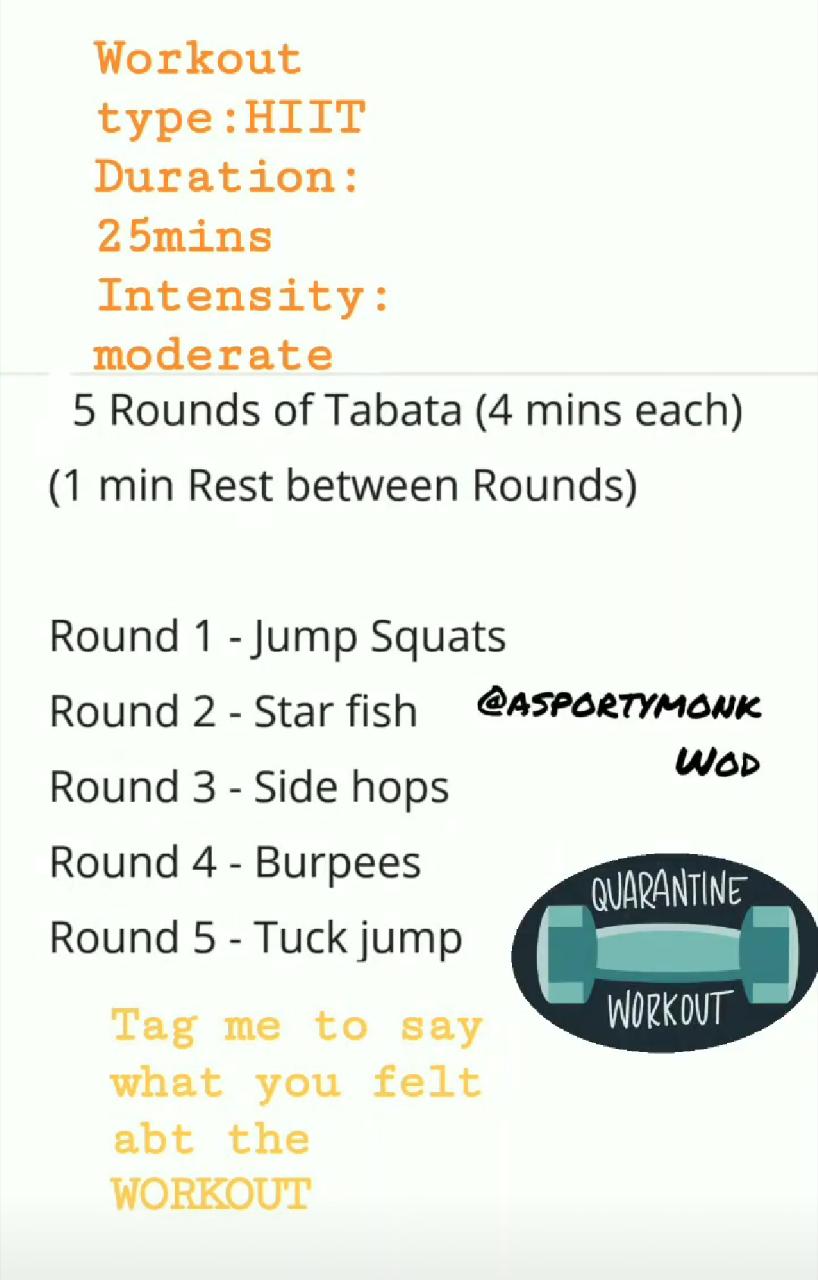 Workout
type:HIIT
Duration:
25mins
Intensity:
moderate
5 Rounds of Tabata (4 mins each)
(1 min Rest between Rounds)
Round 1 - Jump Squats
Round 2 - Star fish
@ASPORTYMONK
WOD
Round 3 - Side hops
Round 4 - Burpees
Round 5 - Tuck jump
QUARANTINE
WORKOUT
Tag me to say
what you felt
abt the
WORKOUT